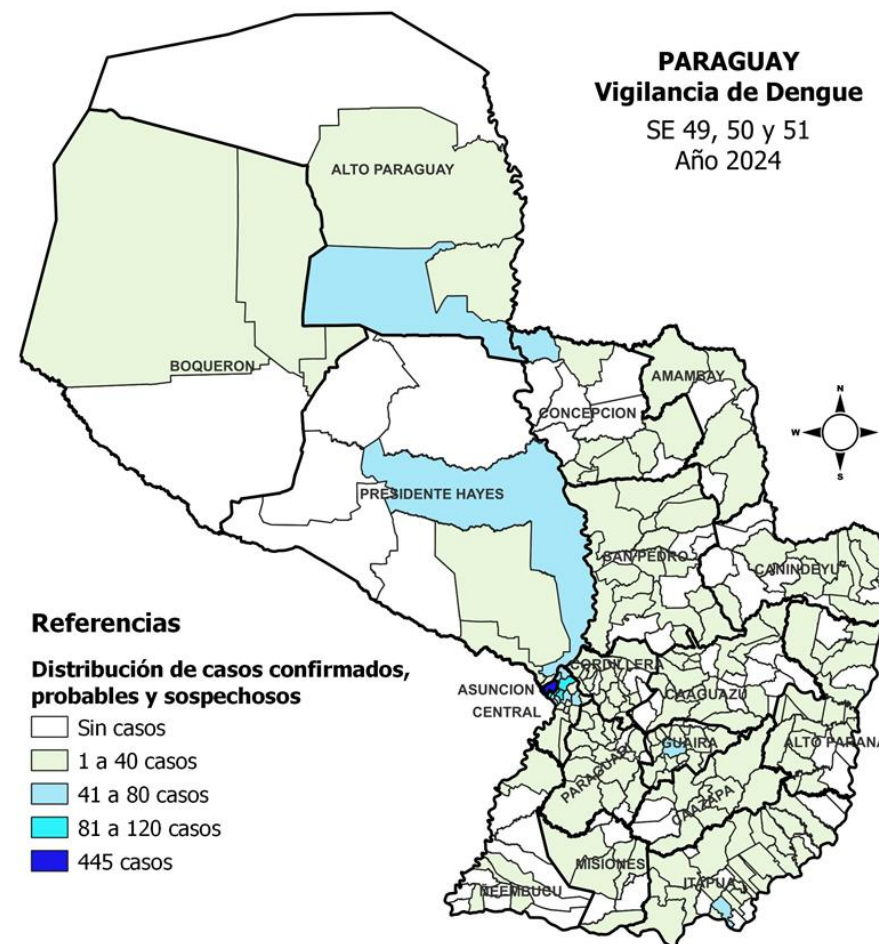 PARAGUAY
Vigilancia de Dengue
SE 49, 50 y 51
Año 2024
ALTO PARAGUAY
BOQUERON
AMAMBAY
CONCEPCION
N
W
S
PRESIDENTE HAYES
SAN PEDRO
CANINDEYU
CORDILLERA
ASUNCION
CENTRAL
CAAGUAZU
GUAIRA
ALTO PARANA
PARAGUARI
CAAZAPA
MISIONES
ITAPUA
ÑEEMBUCU
Referencias
Distribución de casos confirmados,
probables y sospechosos
Sin casos
1 a 40 casos
41 a 80 casos
81 a 120 casos
445 casos